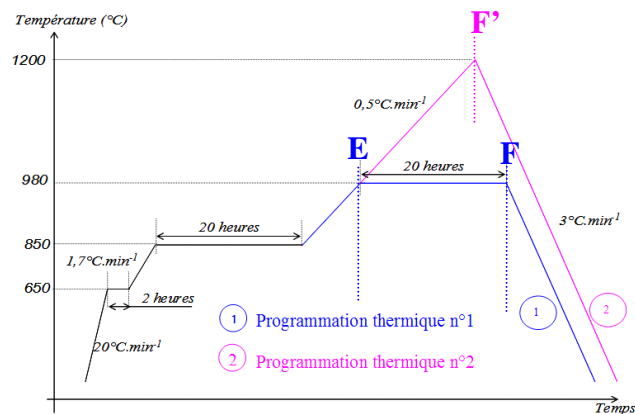 Température (°C)
F'
1200
0,5°C.min-1
E
F
20 heures
980
20 heures
3°C.min-1
850
1,7°C.min-1
650
2 heures
1 Programmation thermique n°1
1
2
20°C.min-1
2 Programmation thermique n°2
Temps